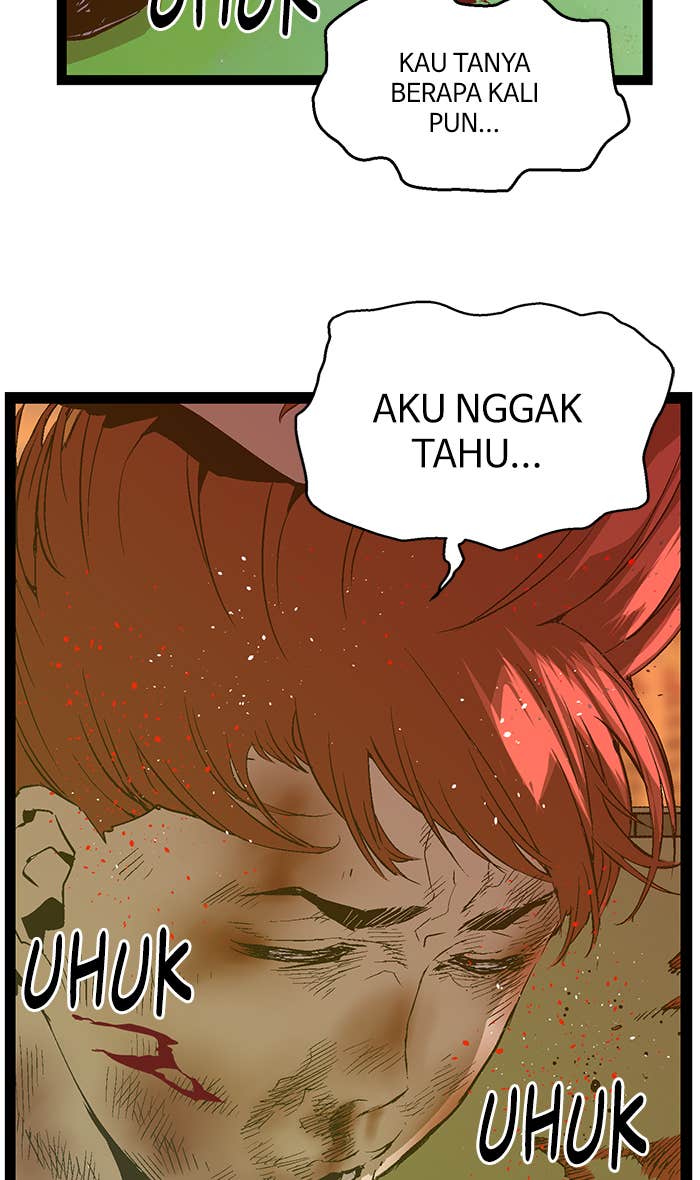 UHUK
KAU TANYA
BERAPA KALI
PUN...
AKU NGGAK
TAHU...
UHUK
UHUK